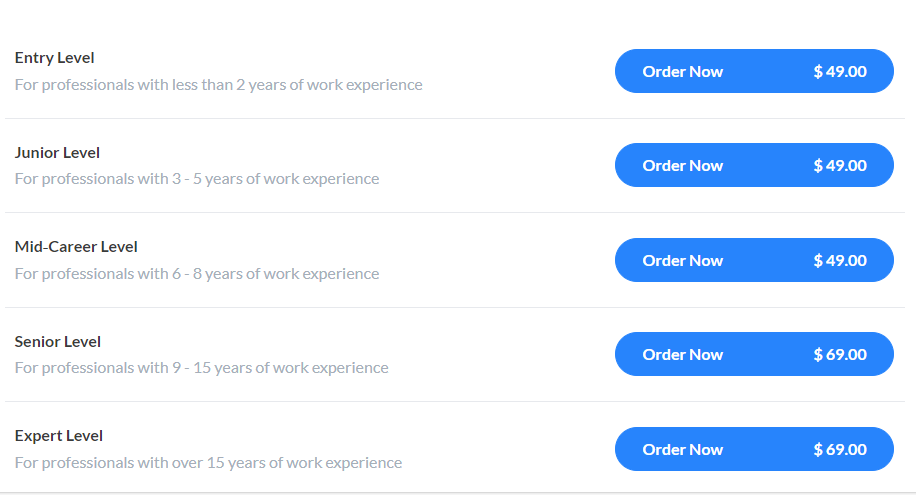 Entry Level
For professionals with less than 2 years of work experience
Order Now $ 49.00
Junior Level
For professionals with 3 - 5 years of work experience
Order Now $ 49.00
Mid-Career Level
For professionals with 6 - 8 years of work experience
Order Now $ 49.00
Senior Level
For professionals with 9 - 15 years of work experience
Order Now $ 69.00
Expert Level
For professionals with over 15 years of work experience
Order Now $ 69.00